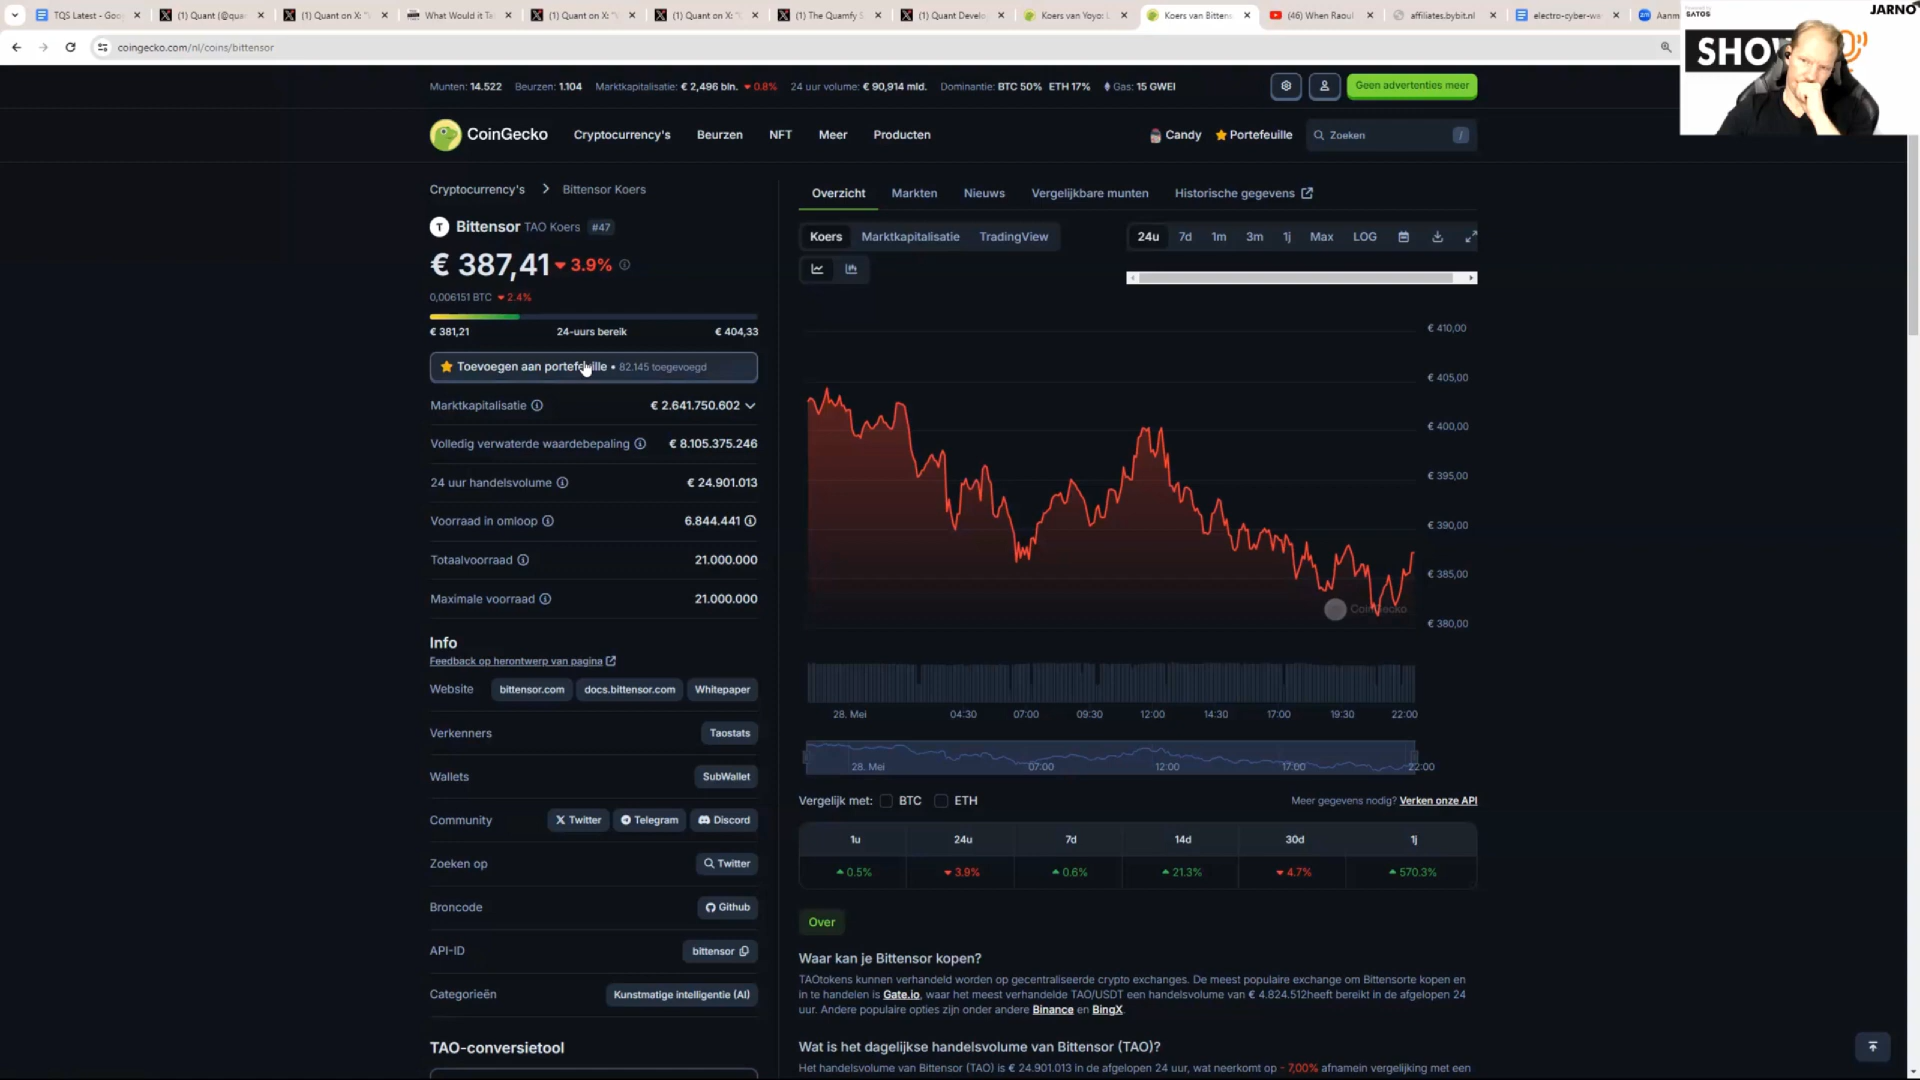 TQS Latest - Goo
(1) Quant (@quan
(1) Quant on X: "
What Would it Ta
(1) Quant on X: "Y
(1) Quant on X: "C
(1) The Quamfy S
(1) Quant Develo
Koers van Yoyo: L
Koers van Bittens
(46) When Raoul
affiliates.bybit.nl
electro-cyber-wa
Aanm
SATOS
JARNO
SHOW
coingecko.com/nl/coins/bittensor
Munten: 14.522
Beurzen: 1.104
Marktkapitalisatie: € 2,496 bln. 0.8%
24 uur volume: € 90,914 mld.
Dominantie: BTC 50% ETH 17%
Gas: 15 GWEI
Geen advertenties meer
CoinGecko
Cryptocurrency's
Beurzen
NFT
Meer
Producten
Candy
Portefeuille
Zoeken
/
Cryptocurrency's > Bittensor Koers
T Bittensor TAO Koers #47
€ 387,41 3.9%
0,006151 BTC 2.4%
€ 381,21 24-uurs bereik € 404,33
Toevoegen aan portefeuille • 82.145 toegevoegd
Marktkapitalisatie € 2.641.750.602
Volledig verwaterde waardebepaling € 8.105.375.246
24 uur handelsvolume € 24.901.013
Voorraad in omloop 6.844.441
Totaalvoorraad 21.000.000
Maximale voorraad 21.000.000
Info
Feedback op herontwerp van pagina
Website bittensor.com docs.bittensor.com Whitepaper
Verkenners Taostats
Wallets SubWallet
Community Twitter Telegram Discord
Zoeken op Twitter
Broncode Github
API-ID bittensor
Categorieën Kunstmatige intelligentie (AI)
TAO-conversietool
Overzicht Markten Nieuws Vergelijkbare munten Historische gegevens
Koers Marktkapitalisatie TradingView
24u 7d 1m 3m 1j Max LOG
€ 410,00
€ 405,00
€ 400,00
€ 395,00
€ 390,00
€ 385,00
€ 380,00
CoinGecko
28. Mei 04:30 07:00 09:30 12:00 14:30 17:00 19:30 22:00
28. Mei 07:00 12:00 17:00 22:00
Vergelijk met: BTC ETH
Meer gegevens nodig? Verken onze API
1u 24u 7d 14d 30d 1j
0.5% 3.9% 0.6% 21.3% 4.7% 570.3%
Over
Waar kan je Bittensor kopen?
TAOtokens kunnen verhandeld worden op gecentraliseerde crypto exchanges. De meest populaire exchange om Bittensorte kopen en
in te handelen is Gate.io, waar het meest verhandelde TAO/USDT een handelsvolume van € 4.824.512heeft bereikt in de afgelopen 24
uur. Andere populaire opties zijn onder andere Binance en BingX.
Wat is het dagelijkse handelsvolume van Bittensor (TAO)?
Het handelsvolume van Bittensor (TAO) is € 24.901.013 in de afgelopen 24 uur, wat neerkomt op - 7,00% afnamein vergelijking met een